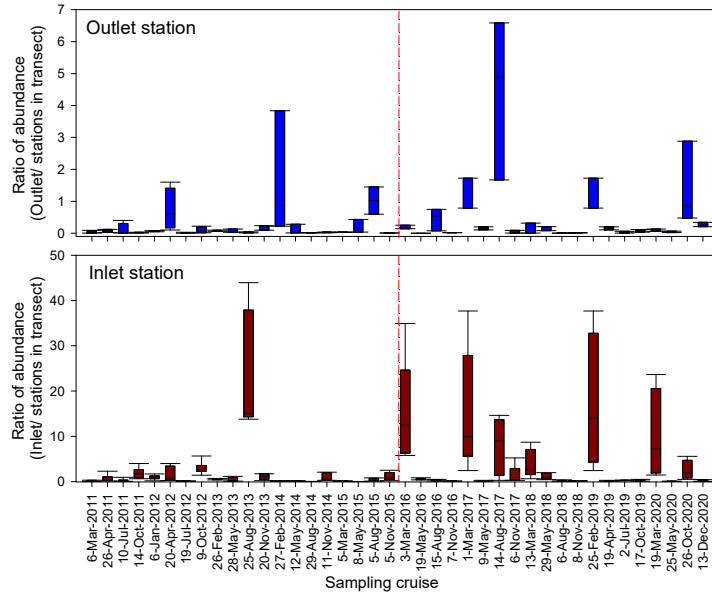 Outlet station
Ratio of abundance
(Outlet/ stations in transect)
7
6
5
4
3
2
1
0
Inlet station
Ratio of abundance
(Inlet/ stations in transect)
50
40
30
20
10
0
6-Mar-2011
26-Apr-2011
10-Jul-2011
14-Oct-2011
6-Jan-2012
20-Apr-2012
19-Jul-2012
9-Oct-2012
26-Feb-2013
28-May-2013
25-Aug-2013
20-Nov-2013
27-Feb-2014
12-May-2014
29-Aug-2014
11-Nov-2014
5-Mar-2015
8-May-2015
5-Aug-2015
5-Nov-2015
3-Mar-2016
19-May-2016
15-Aug-2016
7-Nov-2016
1-Mar-2017
9-May-2017
14-Aug-2017
6-Nov-2017
13-Mar-2018
29-May-2018
6-Aug-2018
8-Nov-2018
25-Feb-2019
19-Apr-2019
2-Jul-2019
17-Oct-2019
19-Mar-2020
25-May-2020
26-Oct-2020
13-Dec-2020
Sampling cruise